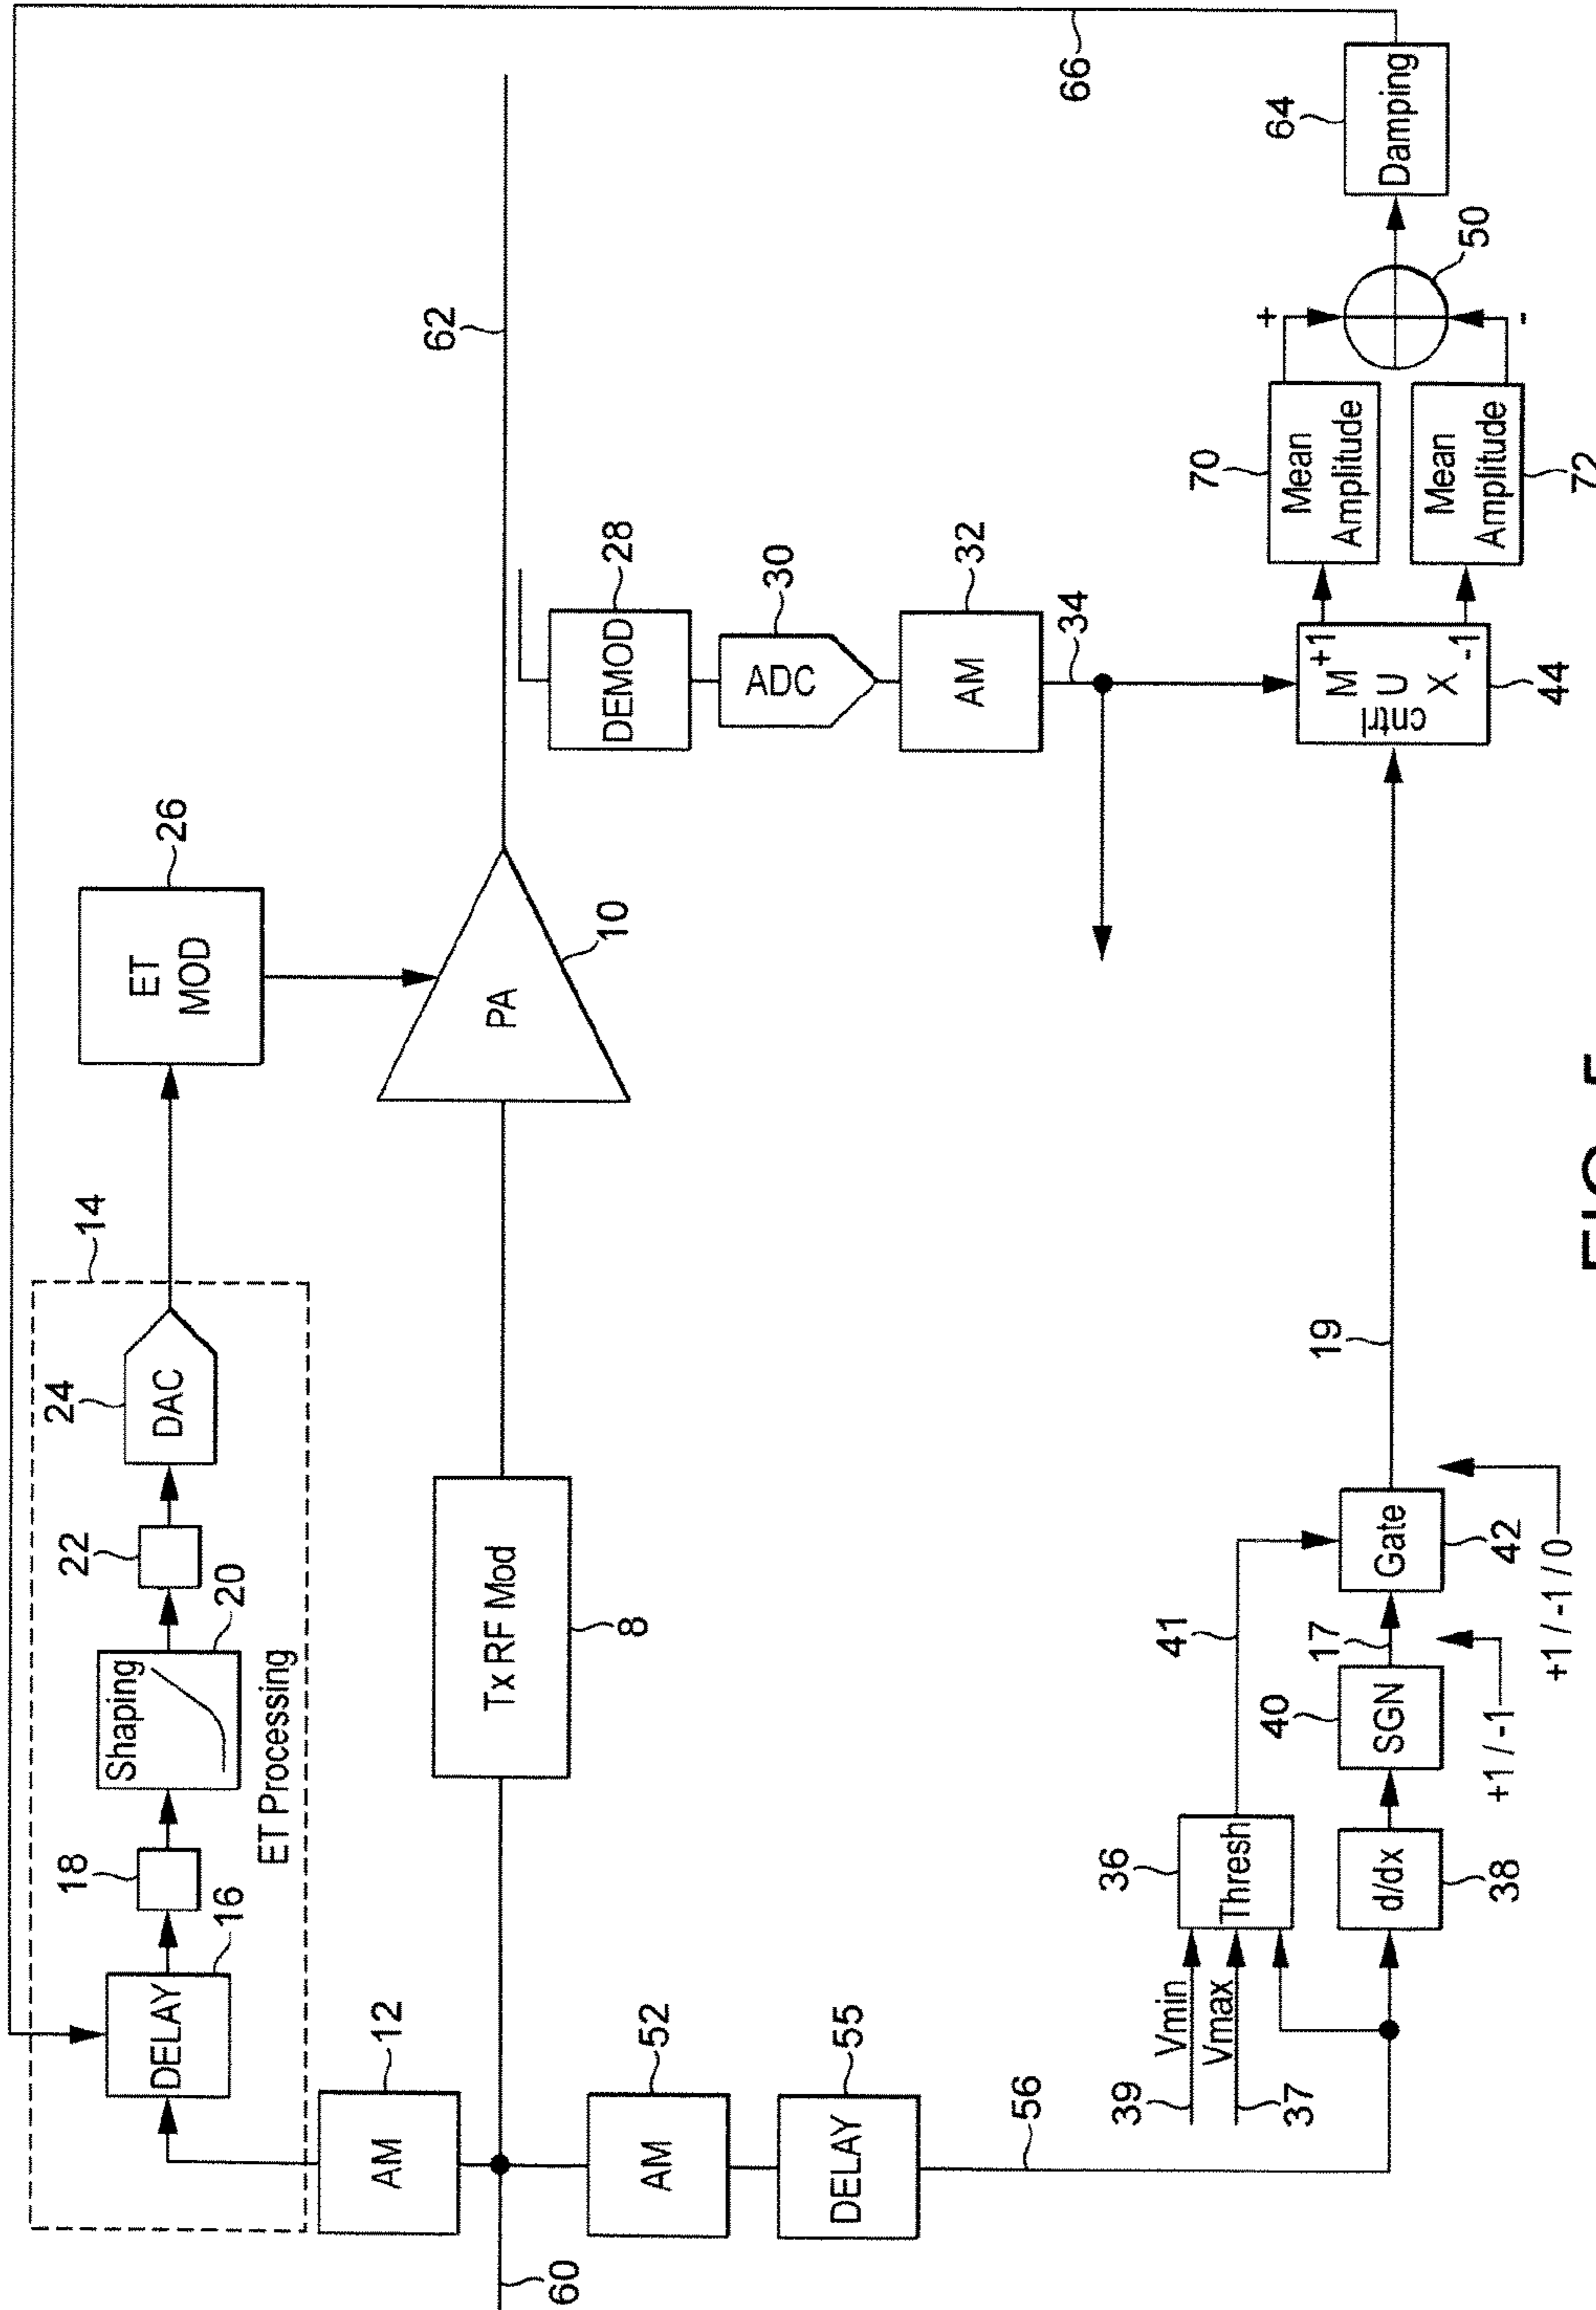 14
24
DAC
22
20
Shaping
18
16
DELAY
ET Processing
26
ET
MOD
12
AM
60
Tx RF Mod
8
PA
10
62
66
52
AM
55
DELAY
56
28
DEMOD
30
ADC
32
AM
34
39
Vmin
Vmax
37
36
Thresh
41
38
d/dx
40
SGN
17
+1 / -1
Gate
42
+1 / -1 / 0
19
cntrl
M
U
X
+1
-1
44
70
Mean
Amplitude
Mean
Amplitude
72
+
-
50
64
Damping